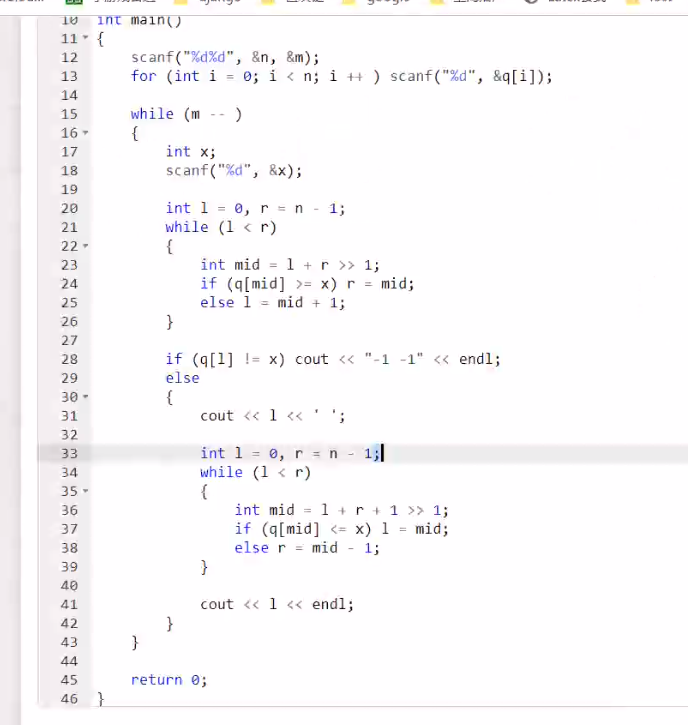 google
10 int main()
11 {
12 scanf("%d%d", &n, &m);
13 for (int i = 0; i < n; i ++ ) scanf("%d", &q[i]);
14
15 while (m -- )
16 {
17 int x;
18 scanf("%d", &x);
19
20 int l = 0, r = n - 1;
21 while (l < r)
22 {
23 int mid = l + r >> 1;
24 if (q[mid] >= x) r = mid;
25 else l = mid + 1;
26 }
27
28 if (q[l] != x) cout << "-1 -1" << endl;
29 else
30 {
31 cout << l << ' ';
32
33 int l = 0, r = n - 1;
34 while (l < r)
35 {
36 int mid = l + r + 1 >> 1;
37 if (q[mid] <= x) l = mid;
38 else r = mid - 1;
39 }
40
41 cout << l << endl;
42 }
43 }
44
45 return 0;
46 }